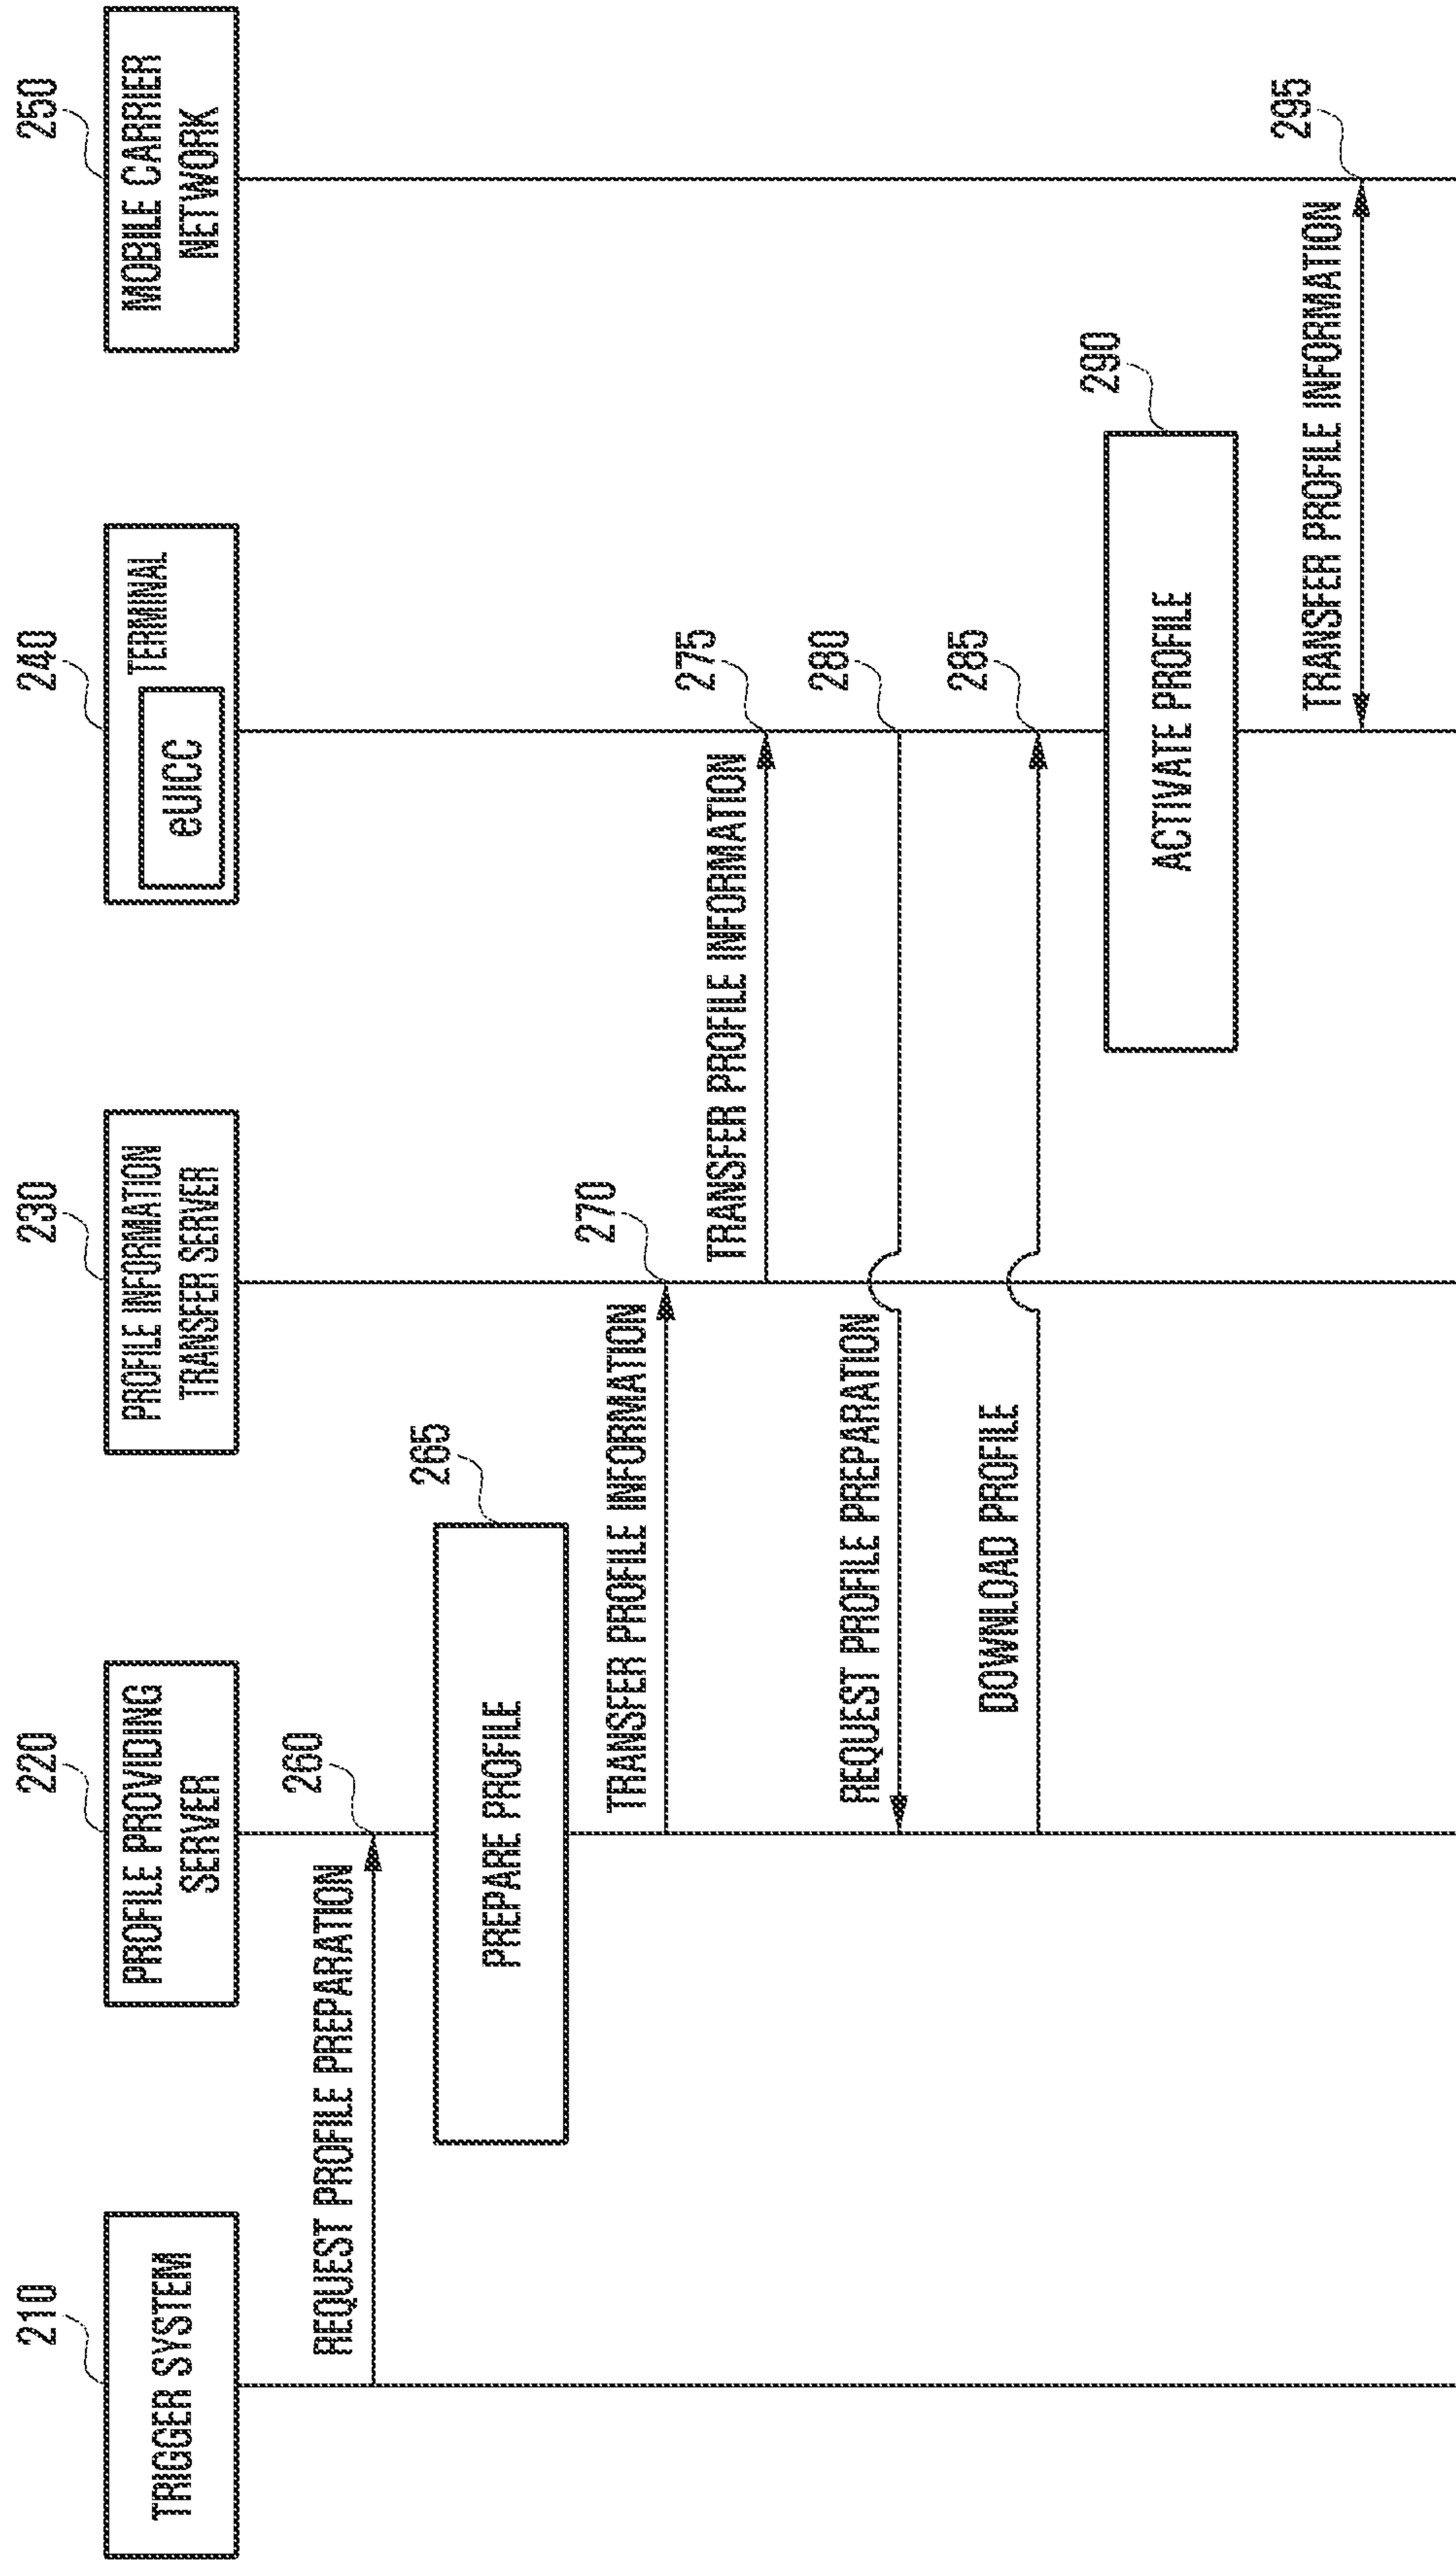 210
220
230
240
250
TRIGGER SYSTEM
PROFILE PROVIDING
SERVER
PROFILE INFORMATION
TRANSFER SERVER
TERMINAL
eUICC
MOBILE CARRIER
NETWORK
REQUEST PROFILE PREPARATION
260
265
PREPARE PROFILE
TRANSFER PROFILE INFORMATION
270
TRANSFER PROFILE INFORMATION
275
REQUEST PROFILE PREPARATION
280
DOWNLOAD PROFILE
285
290
ACTIVATE PROFILE
TRANSFER PROFILE INFORMATION
295